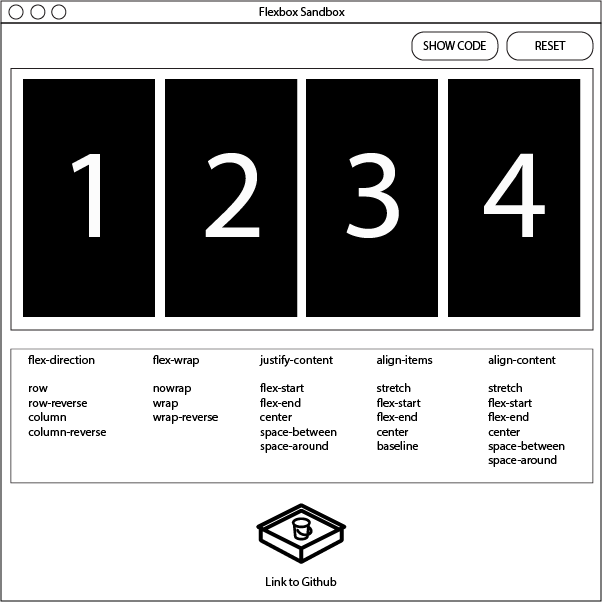 Flexbox Sandbox
SHOW CODE
RESET
1 2 3 4
flex-direction
row
row-reverse
column
column-reverse
flex-wrap
nowrap
wrap
wrap-reverse
justify-content
flex-start
flex-end
center
space-between
space-around
align-items
stretch
flex-start
flex-end
center
baseline
align-content
stretch
flex-start
flex-end
center
space-between
space-around
Link to Github